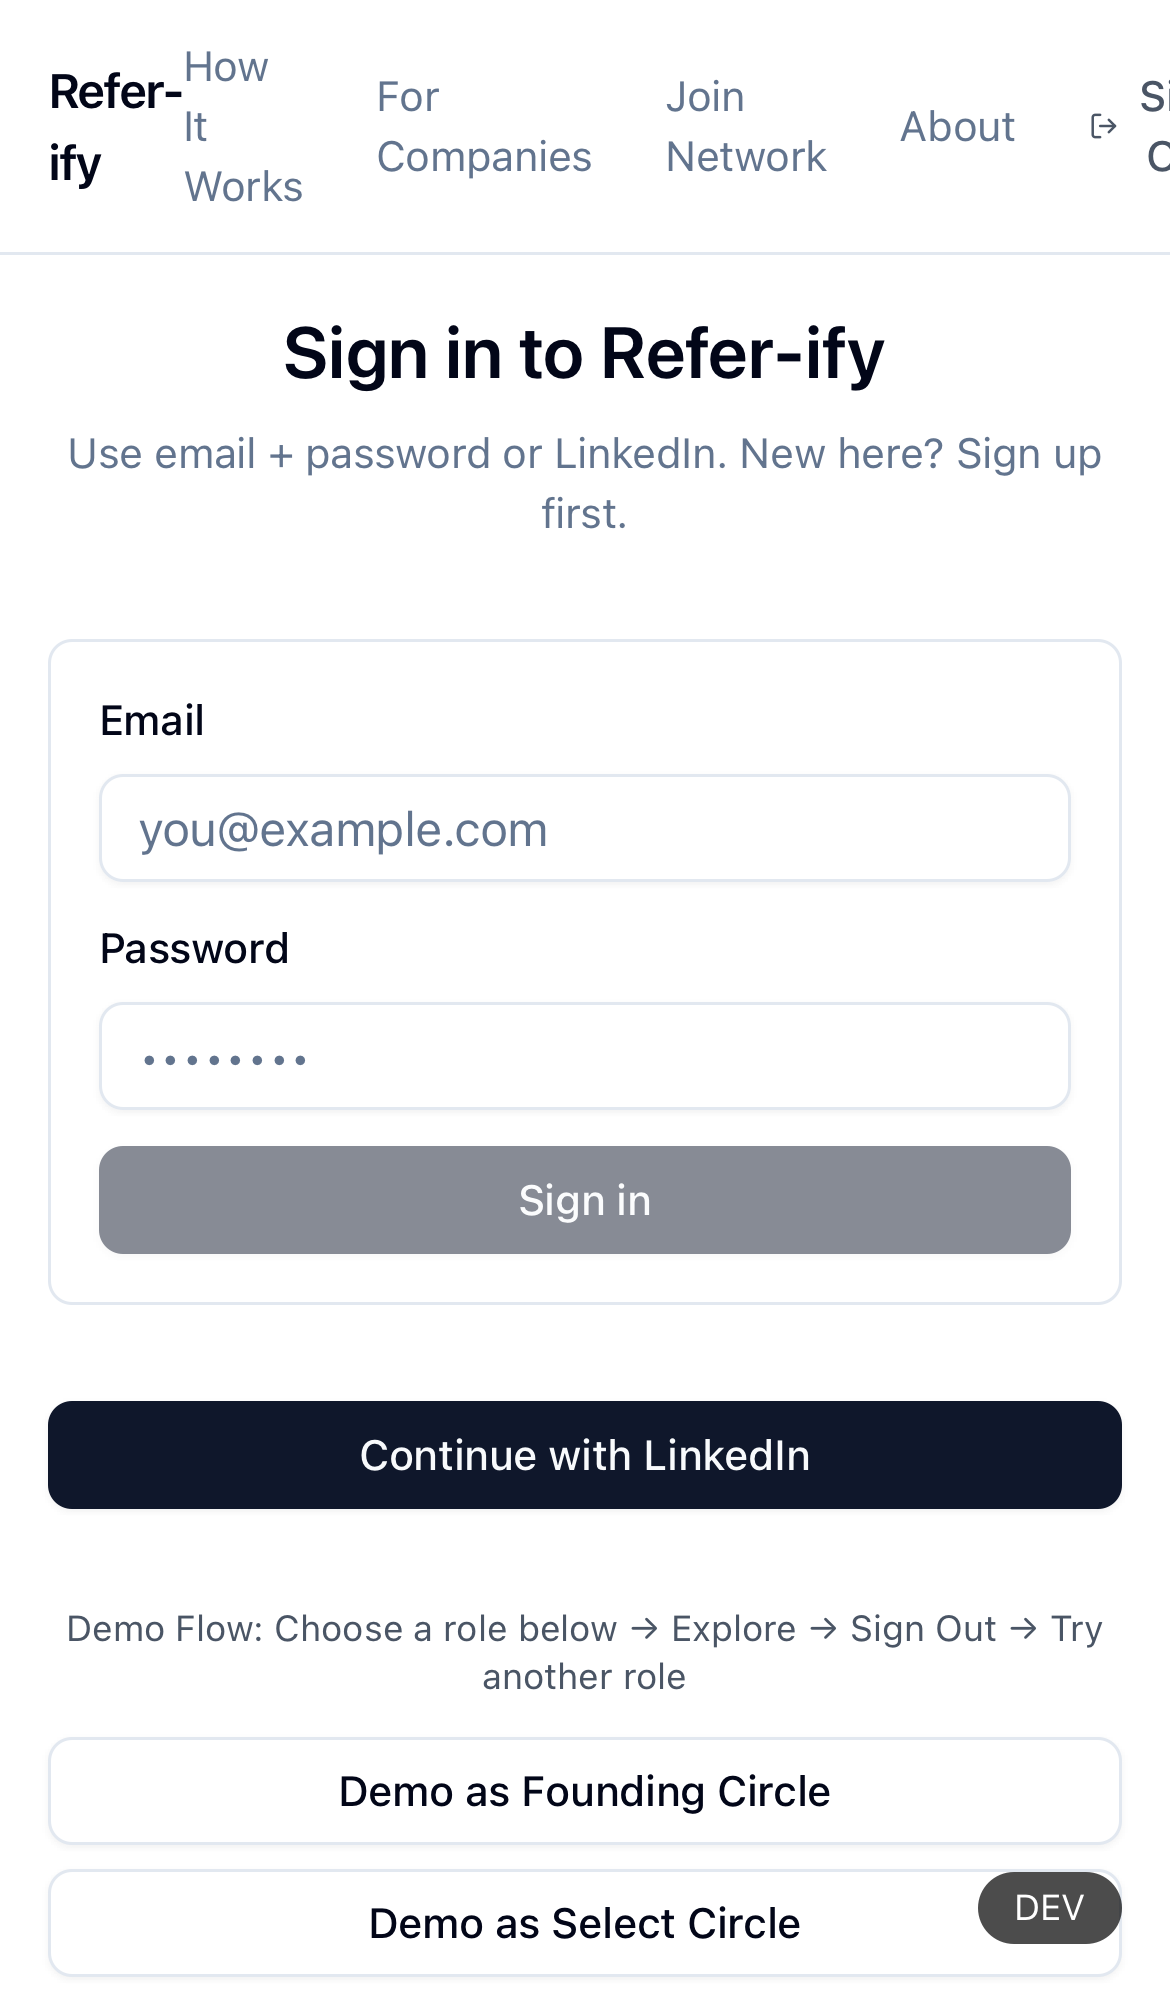 Refer-
ify
How
It
Works
For
Companies
Join
Network
About
Sign in to Refer-ify
Use email + password or LinkedIn. New here? Sign up
first.
Email
you@example.com
Password
••••••••
Sign in
Continue with LinkedIn
Demo Flow: Choose a role below → Explore → Sign Out → Try
another role
Demo as Founding Circle
Demo as Select Circle
DEV